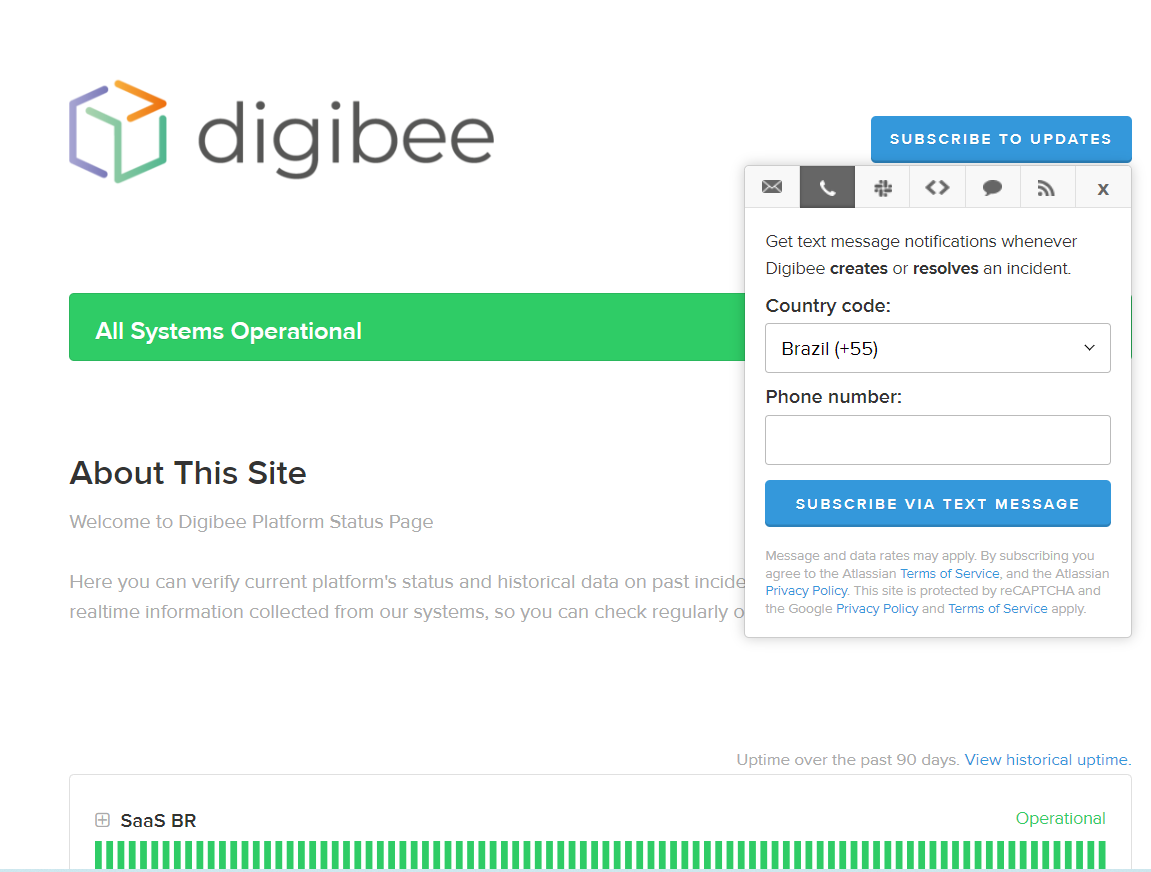 digibee
SUBSCRIBE TO UPDATES
x
Get text message notifications whenever
Digibee creates or resolves an incident.
Country code:
Brazil (+55)
Phone number:
SUBSCRIBE VIA TEXT MESSAGE
Message and data rates may apply. By subscribing you
agree to the Atlassian Terms of Service, and the Atlassian
Privacy Policy. This site is protected by reCAPTCHA and
the Google Privacy Policy and Terms of Service apply.
All Systems Operational
About This Site
Welcome to Digibee Platform Status Page
Here you can verify current platform's status and historical data on past incide
realtime information collected from our systems, so you can check regularly o
Uptime over the past 90 days. View historical uptime.
SaaS BR
Operational